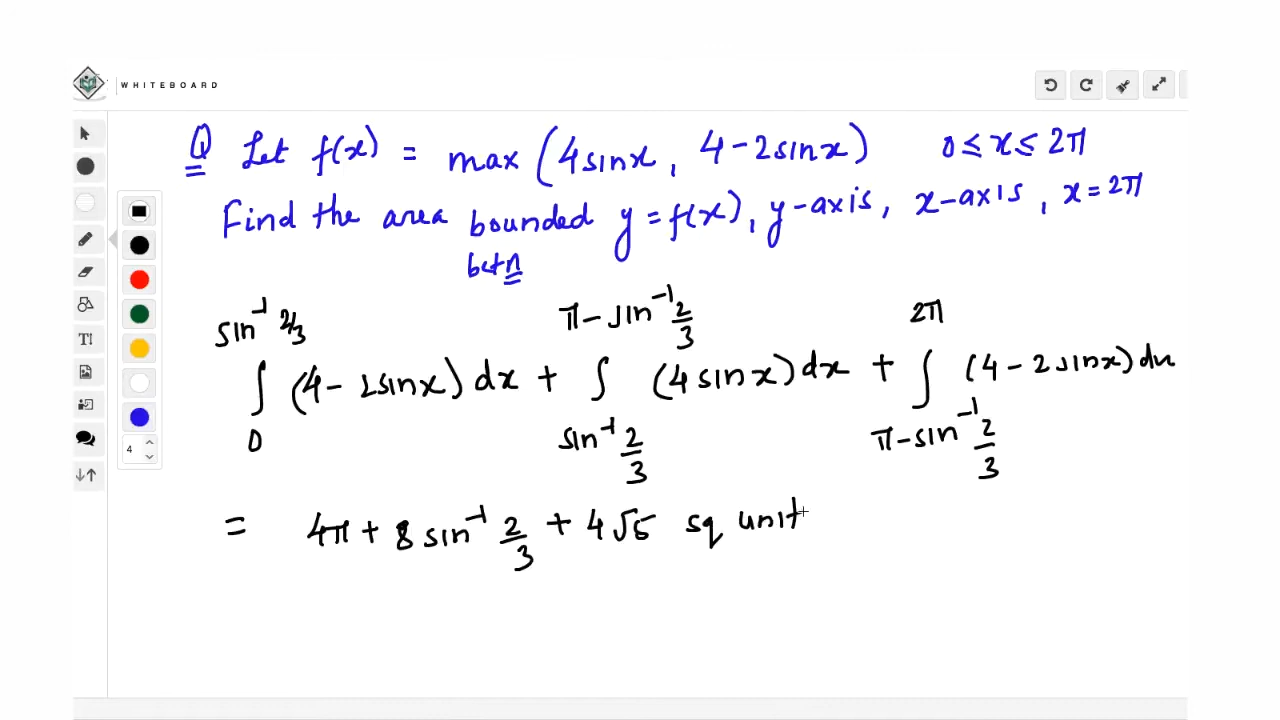 WHITEBOARD
Q Let f(x) = max (4sinx, 4-2sinx) 0≤x≤2π
Find the area bounded y=f(x), y-axis, x-axis, x=2π
betn
sin⁻¹ 2/3 π-sin⁻¹ 2/3 2π
∫ (4-2sinx) dx + ∫ (4sinx) dx + ∫ (4-2sinx) dx
0 sin⁻¹ 2/3 π-sin⁻¹ 2/3
= 4π + 8 sin⁻¹ 2/3 + 4√5 sq unit
TI
4